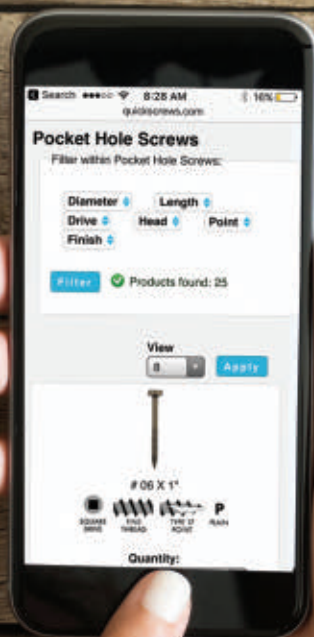 Search 8:28 AM 16%
quickscrews.com
Pocket Hole Screws
Filter within Pocket Hole Screws:
Diameter Length
Drive Head Point
Finish
Filter Products found: 25
View
8 Apply
# 06 X 1"
P
SQUARE DRIVE FINE THREAD TYPE 17 POINT PLAIN
Quantity: